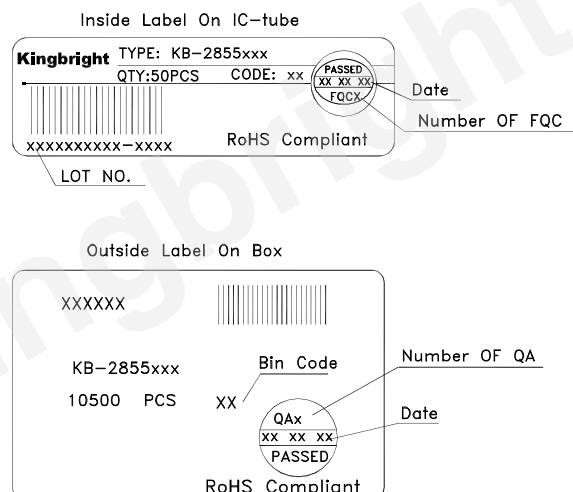 Inside Label On IC-tube
Kingbright TYPE: KB-2855xxx
QTY:50PCS CODE: xx
PASSED
XX XX XX
FQCX
Date
Number OF FQC
RoHS Compliant
xxxxxxxxxx-xxxx
LOT NO.
Outside Label On Box
XXXXXX
KB-2855xxx
Bin Code
Number OF QA
10500 PCS XX
QAx
Date
XX XX XX
PASSED
RoHS Compliant